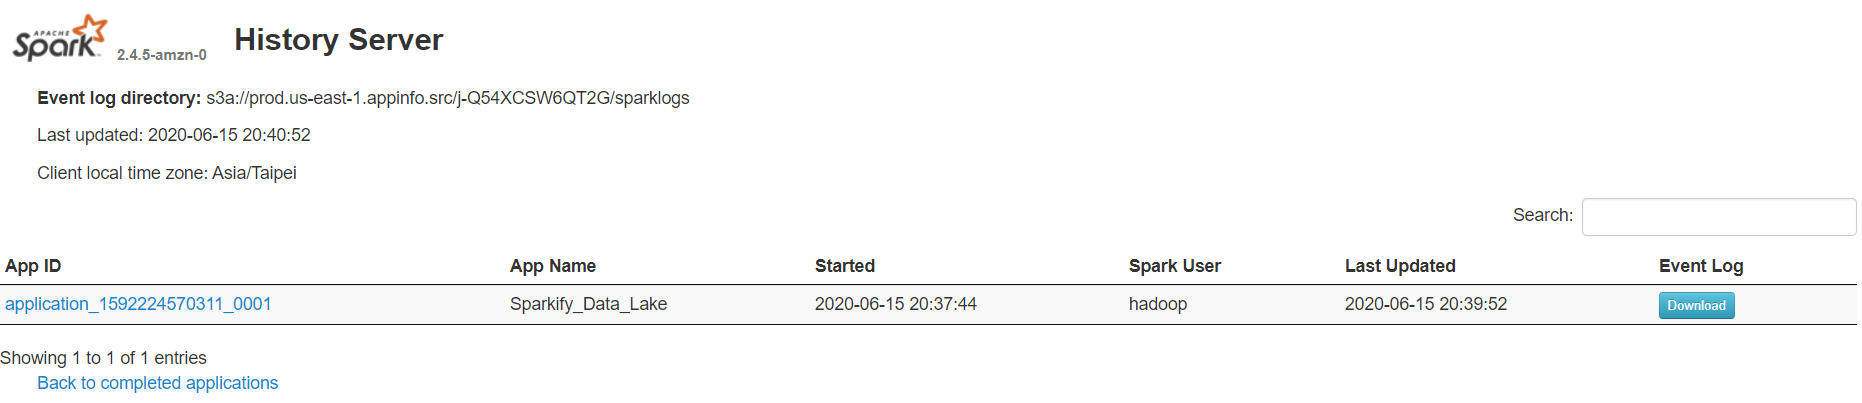 APACHE
Spark 2.4.5-amzn-0 History Server
Event log directory: s3a://prod.us-east-1.appinfo.src/j-Q54XCSW6QT2G/sparklogs
Last updated: 2020-06-15 20:40:52
Client local time zone: Asia/Taipei
Search:
App ID App Name Started Spark User Last Updated Event Log
application_1592224570311_0001 Sparkify_Data_Lake 2020-06-15 20:37:44 hadoop 2020-06-15 20:39:52 Download
Showing 1 to 1 of 1 entries
Back to completed applications